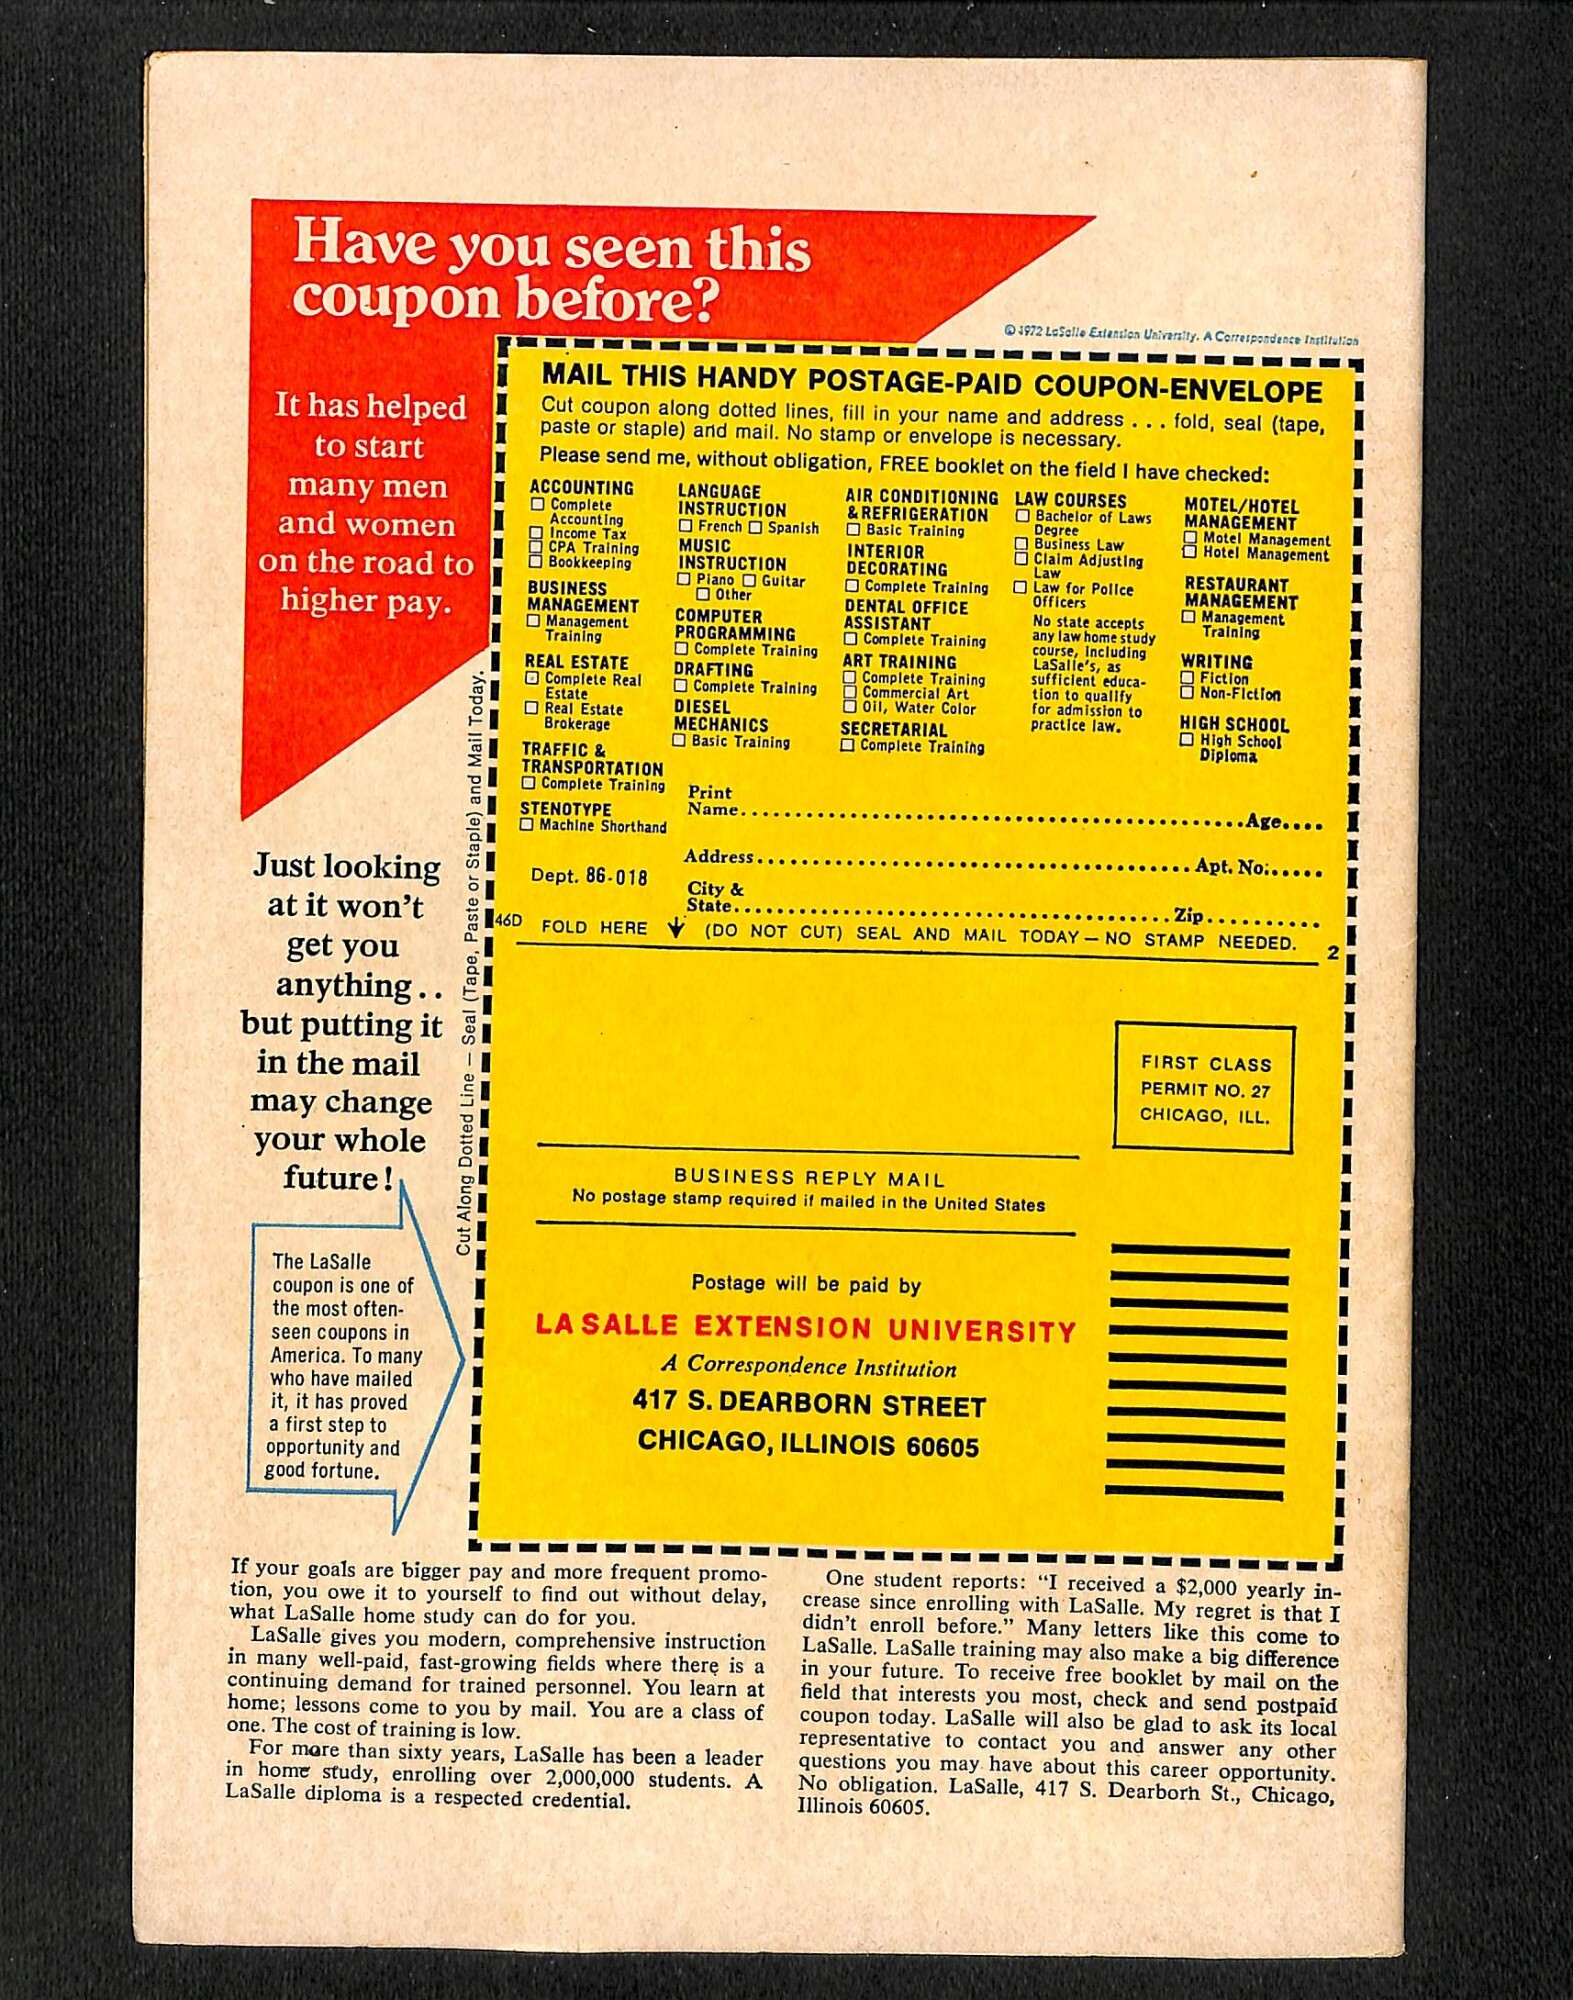 Have you seen this
coupon before?
It has helped
to start
many men
and women
on the road to
higher pay.
© 1972 LaSalle Extension University. A Correspondence Institution
MAIL THIS HANDY POSTAGE-PAID COUPON-ENVELOPE
Cut coupon along dotted lines, fill in your name and address . . . fold, seal (tape,
paste or staple) and mail. No stamp or envelope is necessary.
Please send me, without obligation, FREE booklet on the field I have checked:
ACCOUNTING
☐ Complete
Accounting
☐ Income Tax
☐ CPA Training
☐ Bookkeeping
BUSINESS
MANAGEMENT
☐ Management
Training
REAL ESTATE
☐ Complete Real
Estate
☐ Real Estate
Brokerage
TRAFFIC &
TRANSPORTATION
☐ Complete Training
STENOTYPE
☐ Machine Shorthand
LANGUAGE
INSTRUCTION
☐ French ☐ Spanish
MUSIC
INSTRUCTION
☐ Piano ☐ Guitar
☐ Other
COMPUTER
PROGRAMMING
☐ Complete Training
DRAFTING
☐ Complete Training
DIESEL
MECHANICS
☐ Basic Training
AIR CONDITIONING
& REFRIGERATION
☐ Basic Training
INTERIOR
DECORATING
☐ Complete Training
DENTAL OFFICE
ASSISTANT
☐ Complete Training
ART TRAINING
☐ Complete Training
☐ Commercial Art
☐ Oil, Water Color
SECRETARIAL
☐ Complete Training
LAW COURSES
☐ Bachelor of Laws
Degree
☐ Business Law
☐ Claim Adjusting
Law
☐ Law for Police
Officers
No state accepts
any law home study
course, including
LaSalle's, as
sufficient educa-
tion to qualify
for admission to
practice law.
MOTEL/HOTEL
MANAGEMENT
☐ Motel Management
☐ Hotel Management
RESTAURANT
MANAGEMENT
☐ Management
Training
WRITING
☐ Fiction
☐ Non-Fiction
HIGH SCHOOL
☐ High School
Diploma
Print
Name.......... Age....
Address.......... Apt. No:......
Dept. 86-018
City &
State.......... Zip..........
46D FOLD HERE ↓ (DO NOT CUT) SEAL AND MAIL TODAY — NO STAMP NEEDED. 2
Cut Along Dotted Line — Seal (Tape, Paste or Staple) and Mail Today.
Just looking
at it won't
get you
anything . .
but putting it
in the mail
may change
your whole
future!
The LaSalle
coupon is one of
the most often-
seen coupons in
America. To many
who have mailed
it, it has proved
a first step to
opportunity and
good fortune.
FIRST CLASS
PERMIT NO. 27
CHICAGO, ILL.
BUSINESS REPLY MAIL
No postage stamp required if mailed in the United States
Postage will be paid by
LA SALLE EXTENSION UNIVERSITY
A Correspondence Institution
417 S. DEARBORN STREET
CHICAGO, ILLINOIS 60605
If your goals are bigger pay and more frequent promo-
tion, you owe it to yourself to find out without delay,
what LaSalle home study can do for you.
LaSalle gives you modern, comprehensive instruction
in many well-paid, fast-growing fields where there is a
continuing demand for trained personnel. You learn at
home; lessons come to you by mail. You are a class of
one. The cost of training is low.
For more than sixty years, LaSalle has been a leader
in home study, enrolling over 2,000,000 students. A
LaSalle diploma is a respected credential.
One student reports: "I received a $2,000 yearly in-
crease since enrolling with LaSalle. My regret is that I
didn't enroll before." Many letters like this come to
LaSalle. LaSalle training may also make a big difference
in your future. To receive free booklet by mail on the
field that interests you most, check and send postpaid
coupon today. LaSalle will also be glad to ask its local
representative to contact you and answer any other
questions you may have about this career opportunity.
No obligation. LaSalle, 417 S. Dearborn St., Chicago,
Illinois 60605.